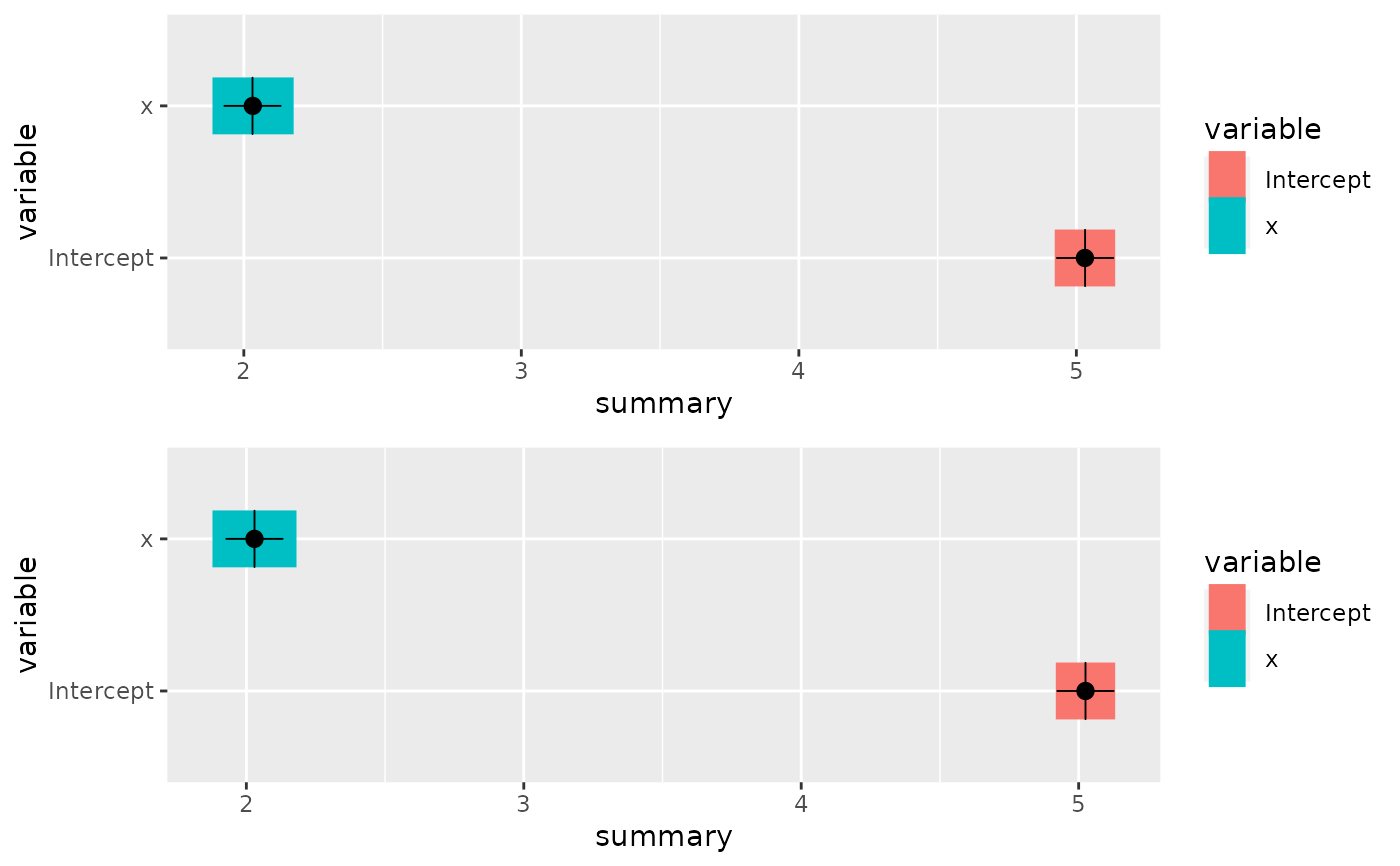 variable
x
Intercept
2 3 4 5
summary
variable
Intercept
x
variable
x
Intercept
2 3 4 5
summary
variable
Intercept
x